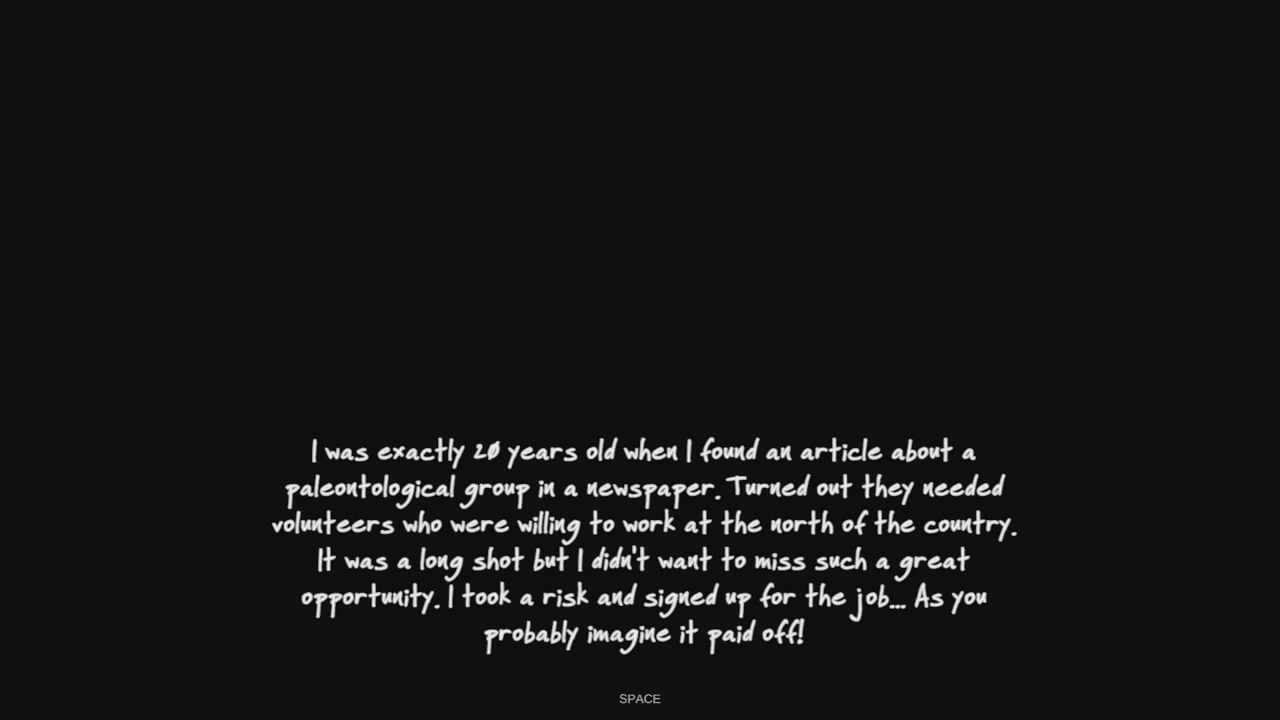 I was exactly 20 years old when I found an article about a
paleontological group in a newspaper. Turned out they needed
volunteers who were willing to work at the north of the country.
It was a long shot but I didn't want to miss such a great
opportunity. I took a risk and signed up for the job... As you
probably imagine it paid off!
SPACE